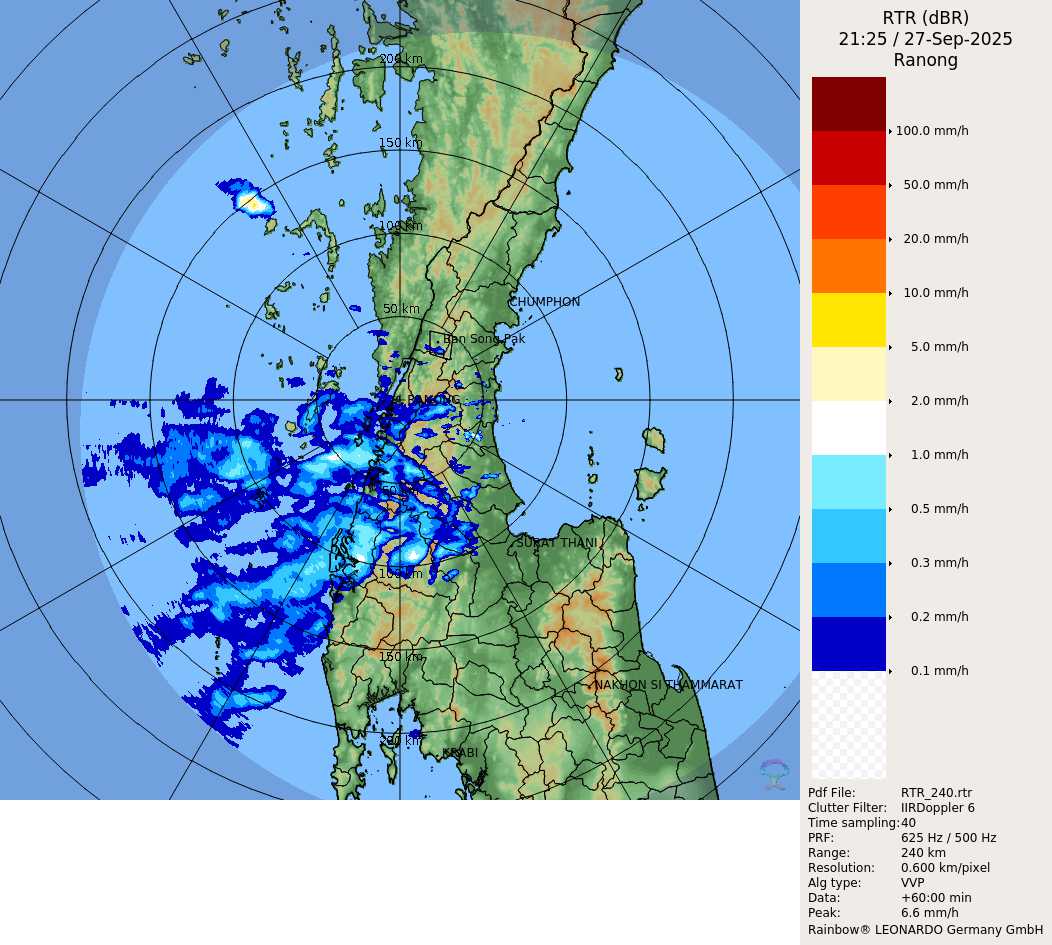 RTR (dBR)
21:25 / 27-Sep-2025
Ranong
200 km
150 km
100 km
50 km
CHUMPHON
Ban Song Pak
100 km
SURAT THANI
150 km
NAKHON SI THAMMARAT
200 km
KRABI
100.0 mm/h
50.0 mm/h
20.0 mm/h
10.0 mm/h
5.0 mm/h
2.0 mm/h
1.0 mm/h
0.5 mm/h
0.3 mm/h
0.2 mm/h
0.1 mm/h
Pdf File: RTR_240.rtr
Clutter Filter: IIRDoppler 6
Time sampling: 40
PRF: 625 Hz / 500 Hz
Range: 240 km
Resolution: 0.600 km/pixel
Alg type: VVP
Data: +60:00 min
Peak: 6.6 mm/h
Rainbow® LEONARDO Germany GmbH